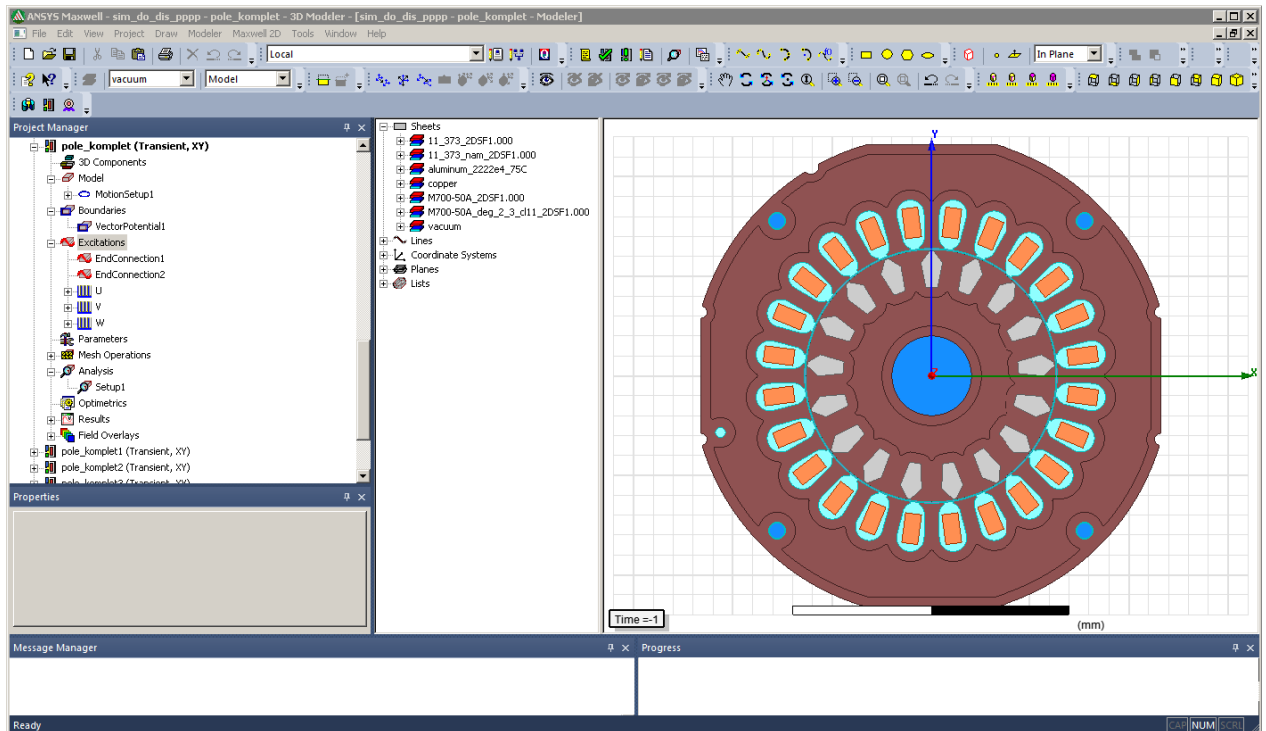 ANSYS Maxwell - sim_do_dis_pppp - pole_komplet - 3D Modeler - [sim_do_dis_pppp - pole_komplet - Modeler]
File Edit View Project Draw Modeler Maxwell 2D Tools Window Help
Local
In Plane
vacuum
Model
Project Manager
pole_komplet (Transient, XY)
3D Components
Model
MotionSetup1
Boundaries
VectorPotential1
Excitations
EndConnection1
EndConnection2
U
V
W
Parameters
Mesh Operations
Analysis
Setup1
Optimetrics
Results
Field Overlays
pole_komplet1 (Transient, XY)
pole_komplet2 (Transient, XY)
pole_komplet3 (Transient, XY)
Properties
Sheets
11_373_2DSF1.000
11_373_nam_2DSF1.000
aluminum_2222e4_75C
copper
M700-50A_2DSF1.000
M700-50A_deg_2_3_cl11_2DSF1.000
vacuum
Lines
Coordinate Systems
Planes
Lists
Y
X
Z
Time =-1
(mm)
Message Manager
Progress
Ready
CAP NUM SCRL